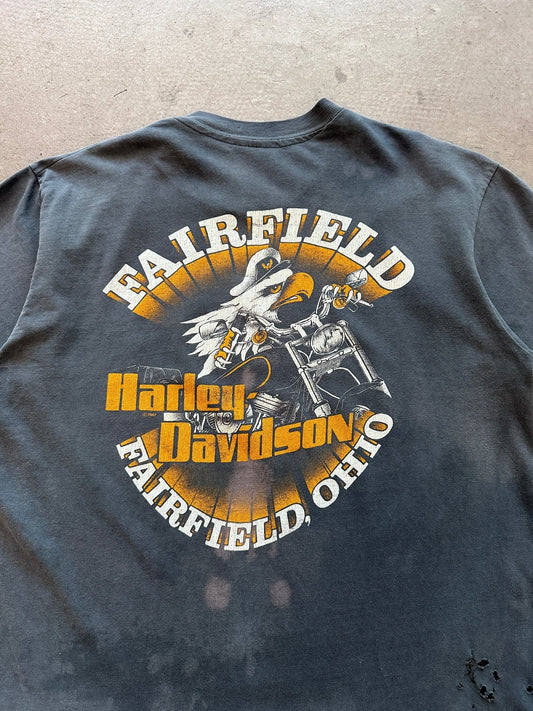 FAIRFIELD
Harley-
Davidson
FAIRFIELD, OHIO